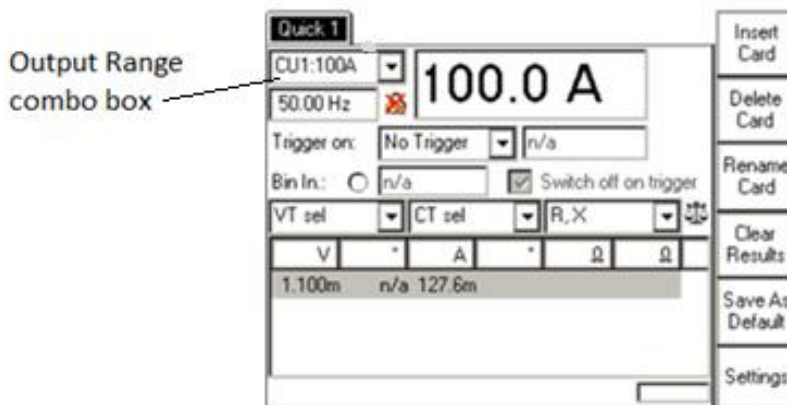 Quick 1
Output Range
combo box
CU1:100A
100.0 A
50.00 Hz
Trigger on: No Trigger n/a
Bin In.: n/a Switch off on trigger
VT sel CT sel R,X
V ° A ° Ω Ω
1.100m n/a 127.6m
Insert
Card
Delete
Card
Rename
Card
Clear
Results
Save As
Default
Settings